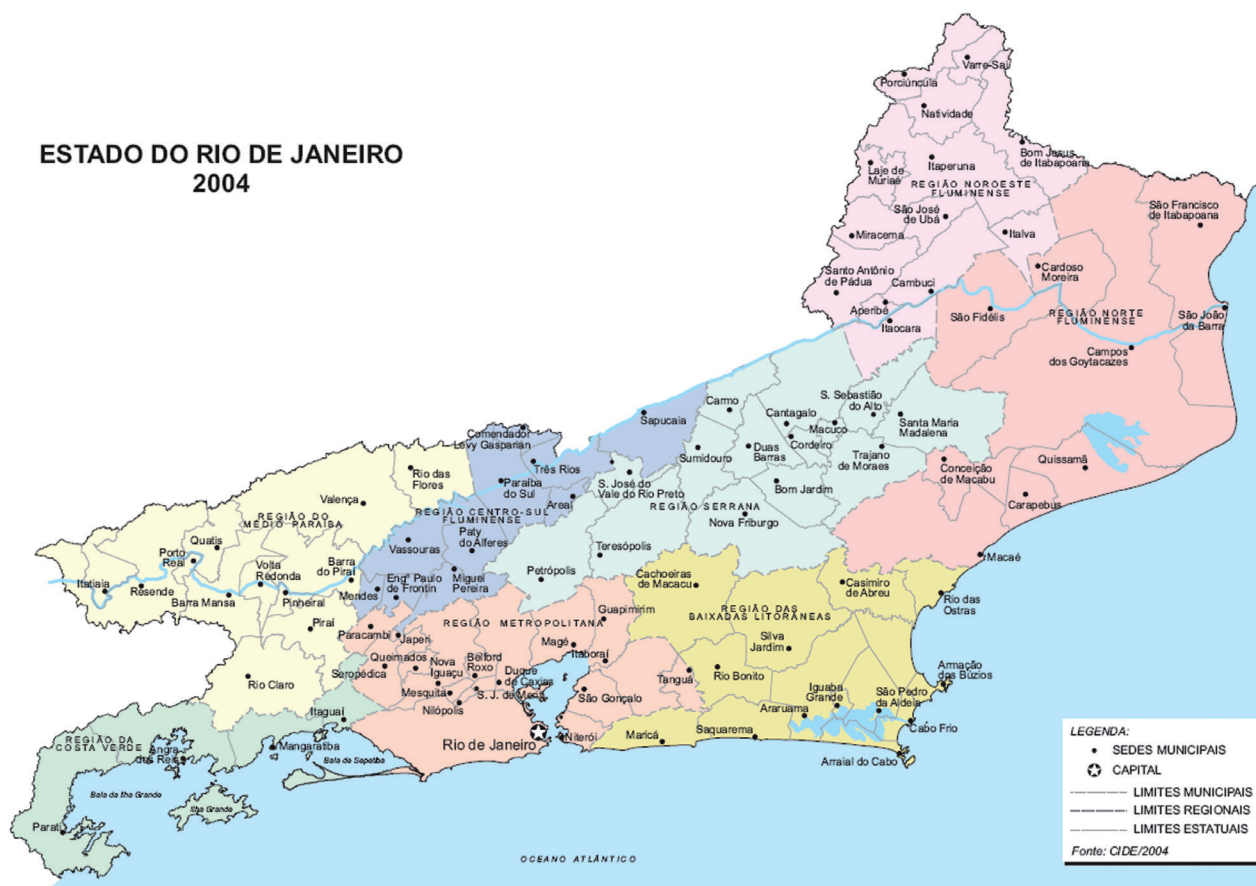 ESTADO DO RIO DE JANEIRO
2004
Varre-Sai
Porciúncula
Natividade
Bom Jesus
de Itabapoana
Itaperuna
Laje de
Muriaé
REGIÃO NOROESTE
FLUMINENSE
São José
de Ubá
Italva
Miracema
São Francisco
de Itabapoana
Santo Antônio
de Pádua
Cambuci
Cardoso
Moreira
Aperibé
Itaocara
São Fidélis
REGIÃO NORTE
FLUMINENSE
São João
da Barra
Campos
dos Goytacazes
Sapucaia
Carmo
Cantagalo
S. Sebastião
do Alto
Macuco
Cordeiro
Santa Maria
Madalena
Sumidouro
Duas
Barras
Trajano
de Moraes
Conceição
de Macabu
Quissamã
Carapebus
Bom Jardim
REGIÃO SERRANA
Nova Friburgo
Macaé
Comendador
Levy Gasparian
Três Rios
Rio das
Flores
Paraíba
do Sul
S. José do
Vale do Rio Preto
Areal
Valença
REGIÃO DO
MÉDIO PARAÍBA
REGIÃO CENTRO-SUL
FLUMINENSE
Paty
do Alferes
Vassouras
Teresópolis
Petrópolis
Quatis
Porto
Real
Volta
Redonda
Barra
do Piraí
Itatiaia
Resende
Barra Mansa
Pinheiral
Mendes
Engº Paulo
de Frontin
Miguel
Pereira
Cachoeiras
de Macacu
Casimiro
de Abreu
Rio das
Ostras
Guapimirim
REGIÃO DAS
BAIXADAS LITORÂNEAS
REGIÃO METROPOLITANA
Piraí
Paracambi
Japeri
Magé
Itaboraí
Silva
Jardim
Queimados
Seropédica
Nova
Iguaçu
Belford
Roxo
Duque
de Caxias
Tanguá
Rio Bonito
Armação
dos Búzios
Rio Claro
Mesquita
S. J. de Meriti
Nilópolis
São Gonçalo
Iguaba
Grande
São Pedro
da Aldeia
Araruama
Cabo Frio
Itaguaí
Rio de Janeiro
Niterói
Maricá
Saquarema
Arraial do Cabo
REGIÃO DA
COSTA VERDE
Angra
dos Reis
Mangaratiba
Baía de Sepetiba
Baía da Ilha Grande
Ilha Grande
Parati
OCEANO ATLÂNTICO
LEGENDA:
SEDES MUNICIPAIS
CAPITAL
LIMITES MUNICIPAIS
LIMITES REGIONAIS
LIMITES ESTATUAIS
Fonte: CIDE/2004